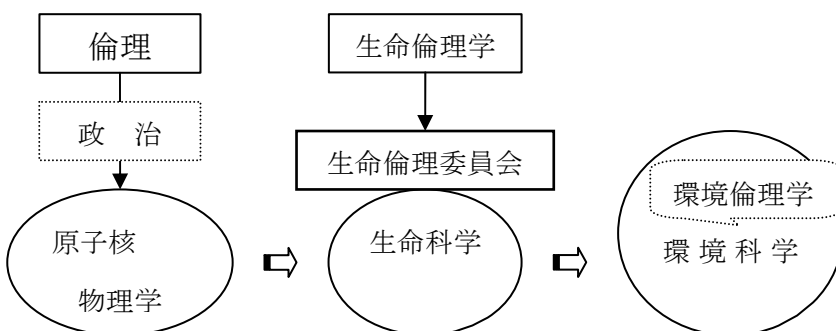 倫理
政　治
原子核
物理学
生命倫理学
生命倫理委員会
生命科学
環境倫理学
環 境 科 学